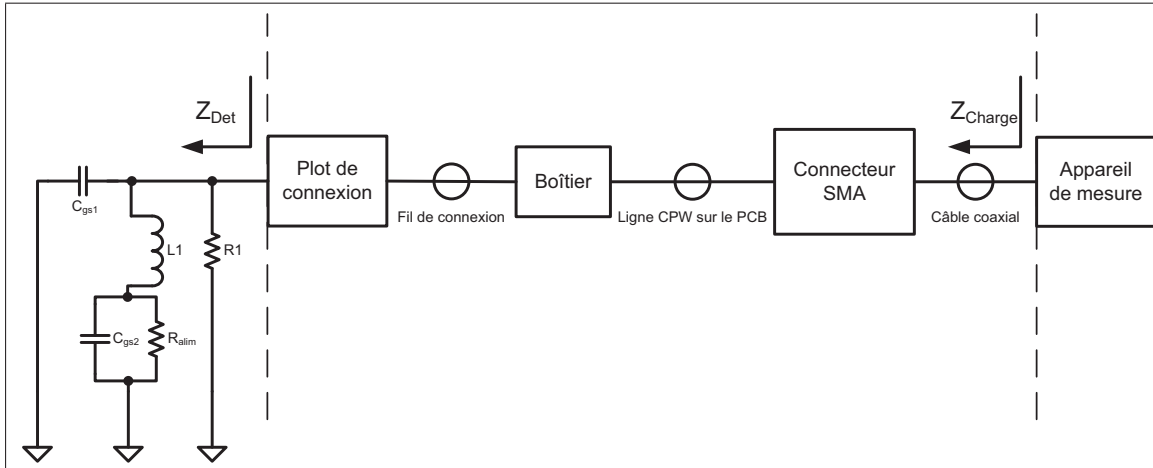 Z_Det
Z_Charge
Plot de
connexion
Boîtier
Connecteur
SMA
Appareil
de mesure
C_gs1
Fil de connexion
Ligne CPW sur le PCB
Câble coaxial
L1
R1
C_gs2
R_alim